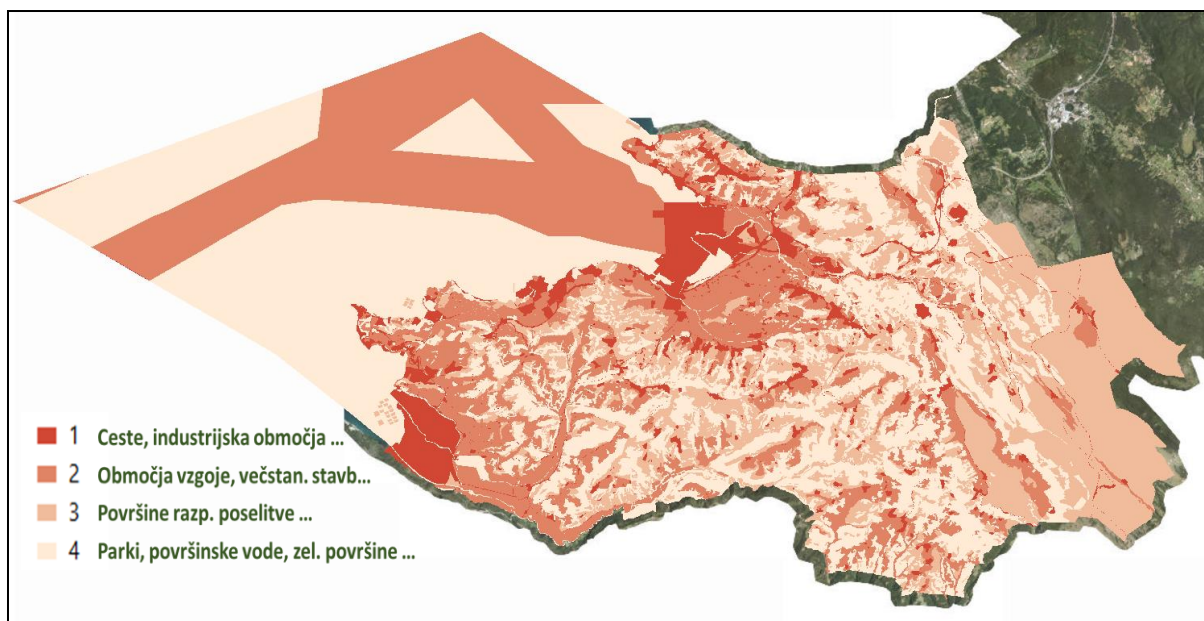 1 Ceste, industrijska območja ...
2 Območja vzgoje, večstan. stavb...
3 Površine razp. poselitve ...
4 Parki, površinske vode, zel. površine ...